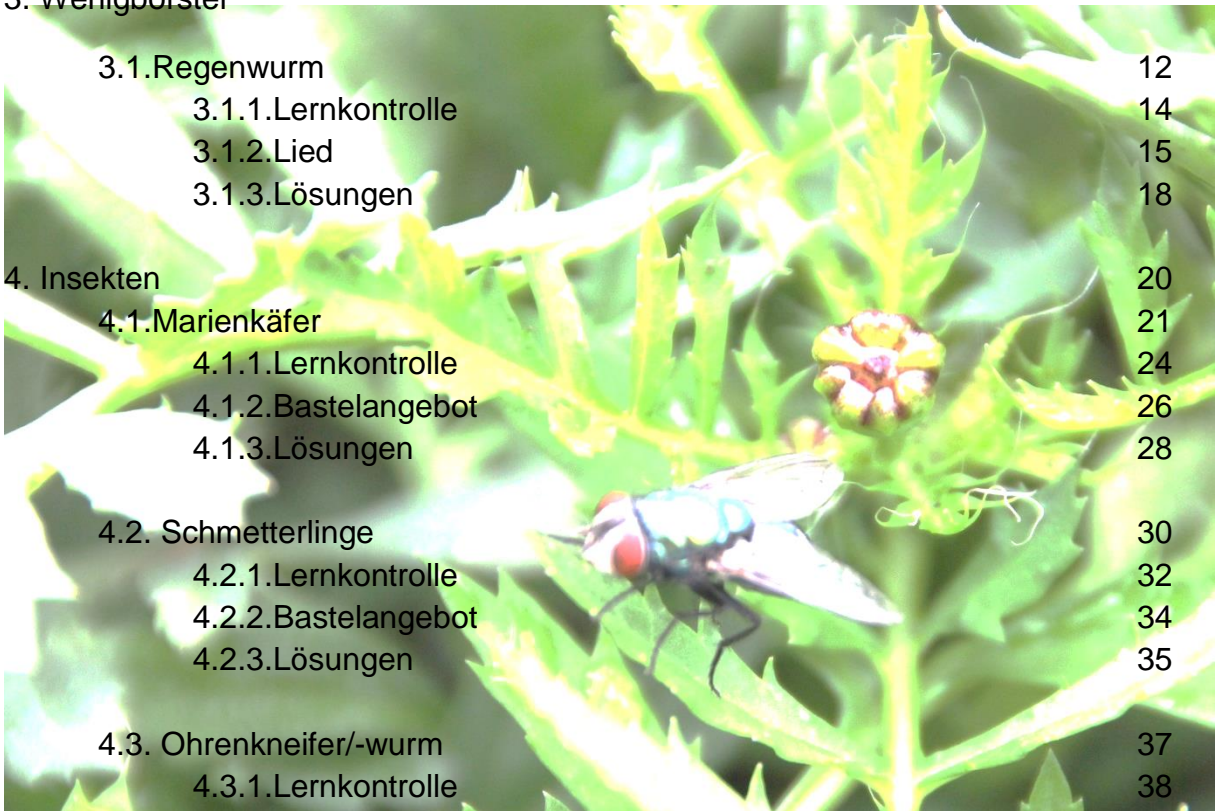 3. Wenigborster
3.1.Regenwurm 12
3.1.1.Lernkontrolle 14
3.1.2.Lied 15
3.1.3.Lösungen 18
4. Insekten 20
4.1.Marienkäfer 21
4.1.1.Lernkontrolle 24
4.1.2.Bastelangebot 26
4.1.3.Lösungen 28
4.2. Schmetterlinge 30
4.2.1.Lernkontrolle 32
4.2.2.Bastelangebot 34
4.2.3.Lösungen 35
4.3. Ohrenkneifer/-wurm 37
4.3.1.Lernkontrolle 38